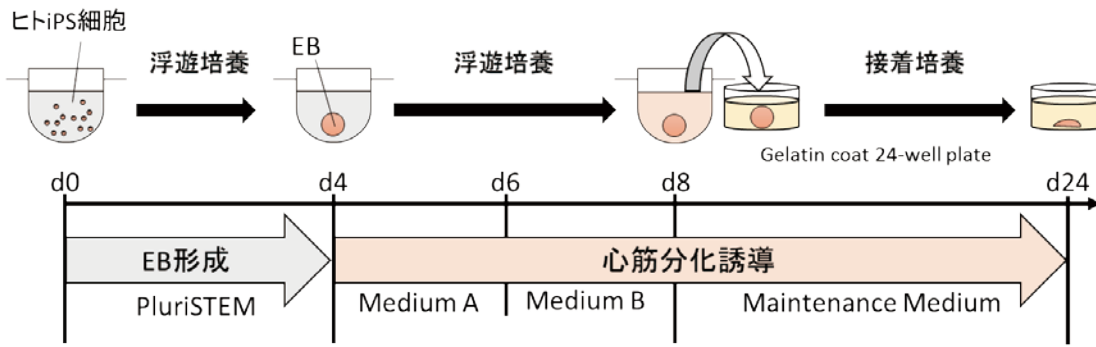 ヒトiPS細胞
EB
浮遊培養
浮遊培養
接着培養
Gelatin coat 24-well plate
d0
d4
d6
d8
d24
EB形成
心筋分化誘導
PluriSTEM
Medium A
Medium B
Maintenance Medium